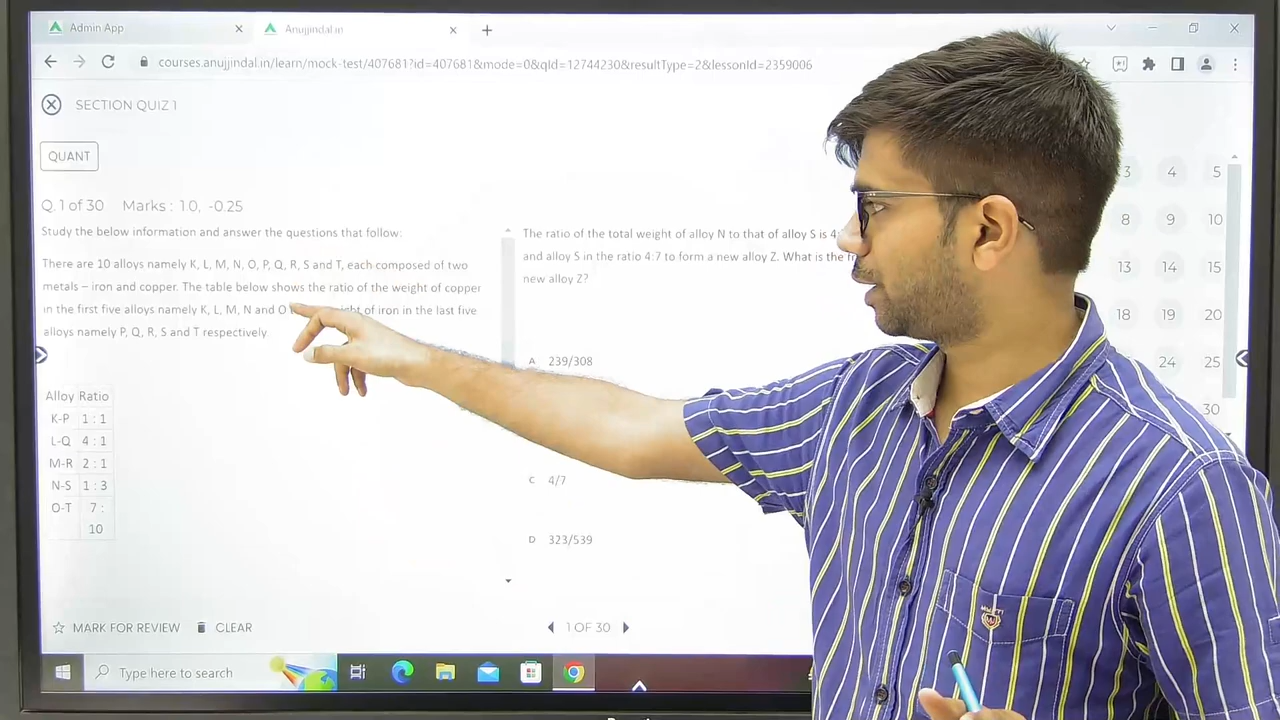 Admin App
Anujjindal.in
courses.anujjindal.in/learn/mock-test/407681?id=407681&mode=0&qId=12744230&resultType=2&lessonId=2359006
SECTION QUIZ 1
QUANT
Q. 1 of 30 Marks : 1.0, -0.25
Study the below information and answer the questions that follow:
There are 10 alloys namely K, L, M, N, O, P, Q, R, S and T, each composed of two
metals – iron and copper. The table below shows the ratio of the weight of copper
in the first five alloys namely K, L, M, N and O of iron in the last five
alloys namely P, Q, R, S and T respectively
Alloy Ratio
K-P 1 : 1
L-Q 4 : 1
M-R 2 : 1
N-S 1 : 3
O-T 7 :
10
The ratio of the total weight of alloy N to that of alloy S is 4:
and alloy S in the ratio 4:7 to form a new alloy Z. What is the
new alloy Z?
A 239/308
C 4/7
D 323/539
3 4 5
8 9 10
13 14 15
18 19 20
24 25
30
MARK FOR REVIEW CLEAR
1 OF 30
Type here to search